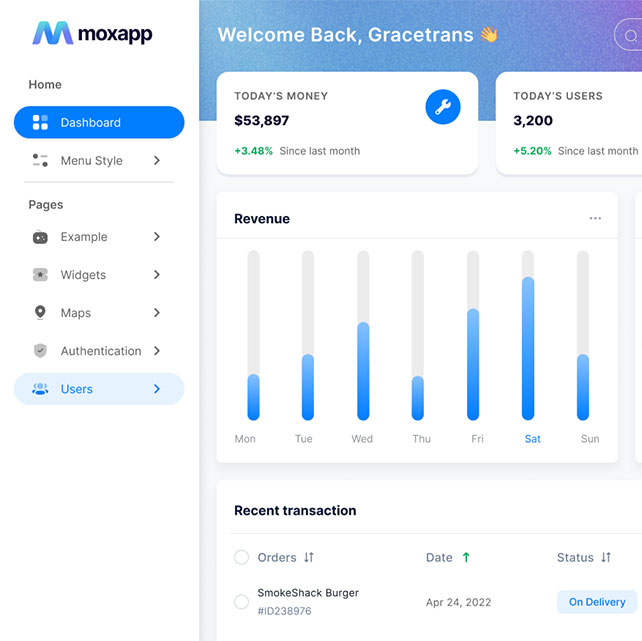 moxapp
Home
Dashboard
Menu Style
Pages
Example
Widgets
Maps
Authentication
Users
Welcome Back, Gracetrans 👋
TODAY'S MONEY
$53,897
+3.48% Since last month
TODAY'S USERS
3,200
+5.20% Since last month
Revenue
Mon Tue Wed Thu Fri Sat Sun
Recent transaction
Orders Date Status
SmokeShack Burger
#ID238976
Apr 24, 2022
On Delivery